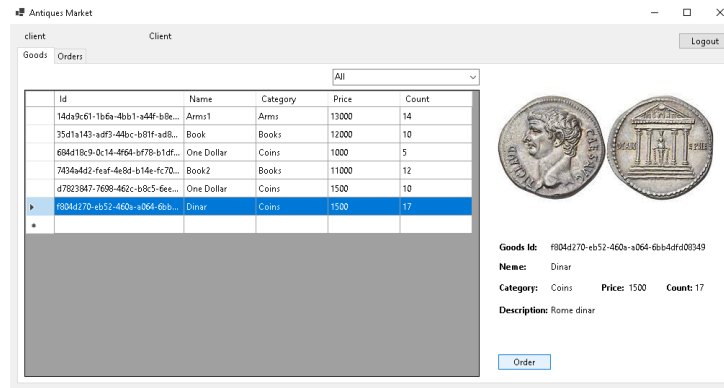 Antiques Market
client Client
Logout
Goods Orders
All
Id Name Category Price Count
14da9c61-1b6a-4bb1-a44f-b8e... Arms1 Arms 13000 14
35d1a143-adf3-44bc-b81f-ad8... Book Books 12000 10
684d18c9-0c14-4f64-bf78-b1df... One Dollar Coins 1000 5
7434a4d2-feaf-4e8d-b14e-fc70... Book2 Books 11000 12
d7823847-7698-462c-b8c5-6ee... One Dollar Coins 1500 10
f804d270-eb52-460a-a064-6bb... Dinar Coins 1500 17
Goods Id: f804d270-eb52-460a-a064-6bb4dfd08349
Neme: Dinar
Category: Coins Price: 1500 Count: 17
Description: Rome dinar
Order